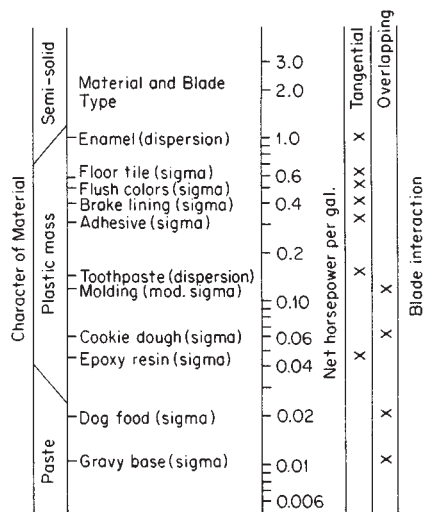 Character of Material
Semi-solid
Plastic mass
Paste
Material and Blade
Type
Enamel (dispersion)
Floor tile (sigma)
Flush colors (sigma)
Brake lining (sigma)
Adhesive (sigma)
Toothpaste (dispersion)
Molding (mod. sigma)
Cookie dough (sigma)
Epoxy resin (sigma)
Dog food (sigma)
Gravy base (sigma)
3.0
2.0
1.0
0.6
0.4
0.2
0.10
0.06
0.04
0.02
0.01
0.006
Net horsepower per gal.
Tangential
x
x
x
x
x
x
x
Overlapping
x
x
x
x
Blade interaction